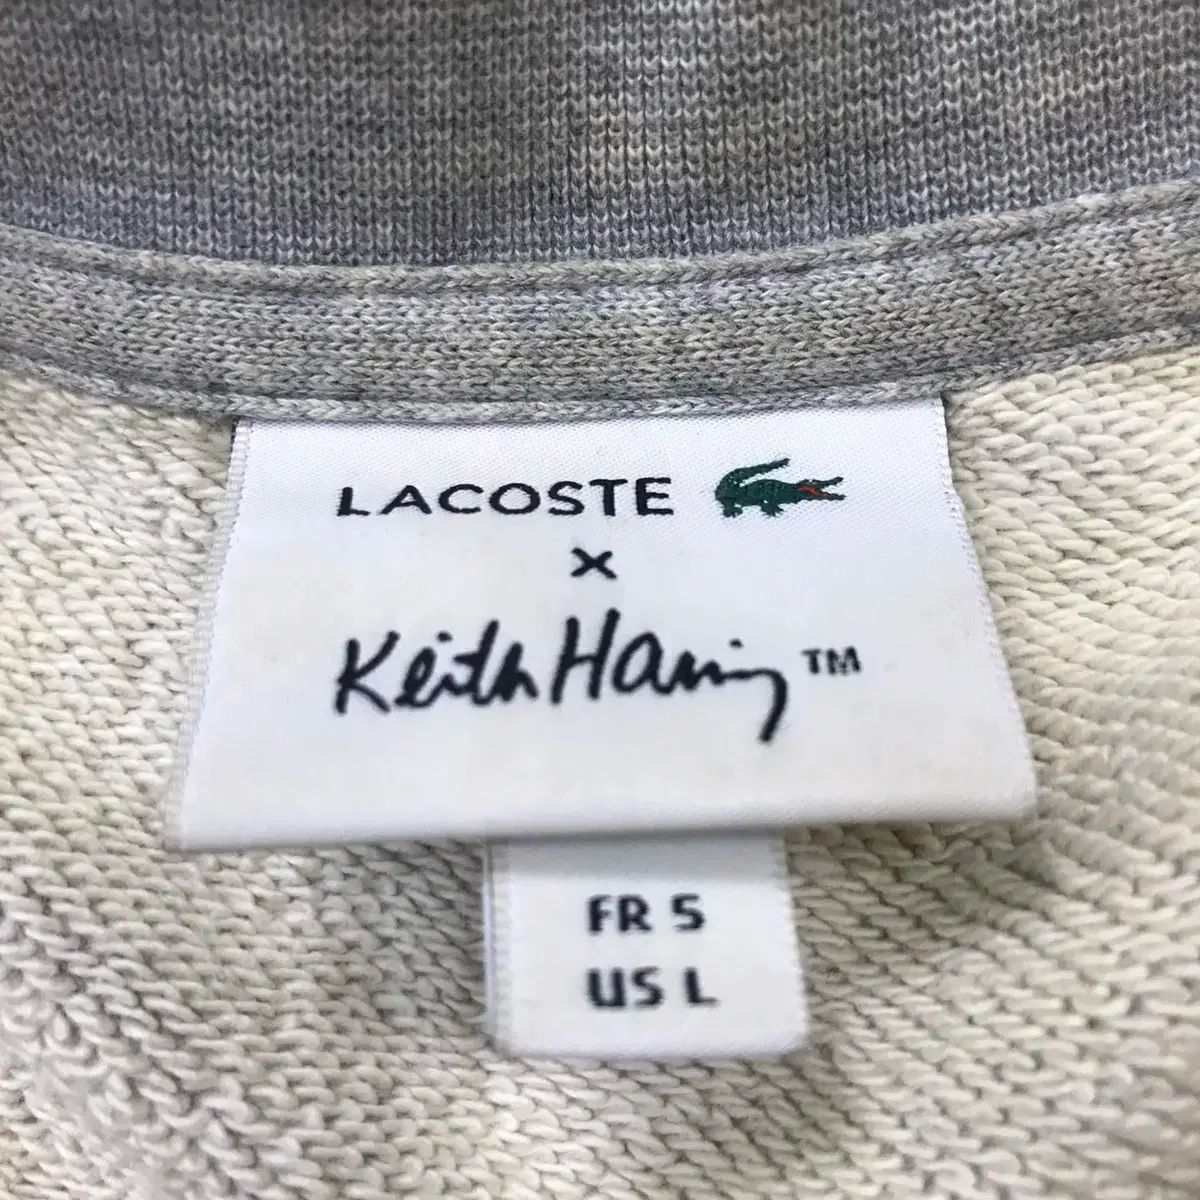 LACOSTE
x
Keith Haring™
FR 5
US L